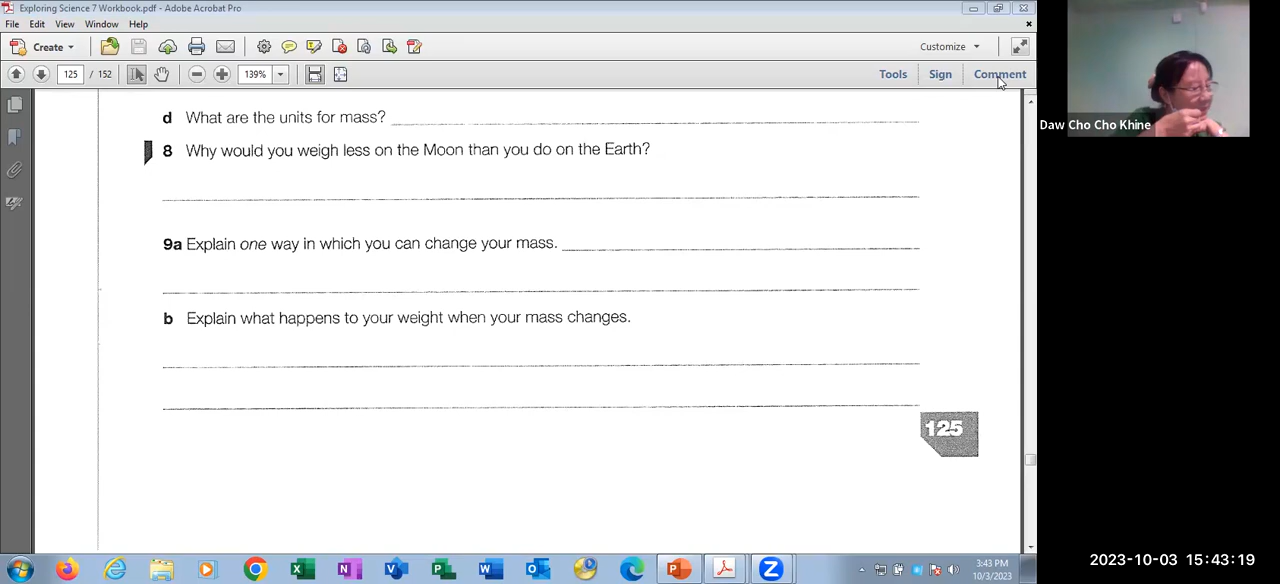 Exploring Science 7 Workbook.pdf - Adobe Acrobat Pro
File Edit View Window Help
Create
Customize
125 / 152
139%
Tools Sign Comment
d What are the units for mass?
8 Why would you weigh less on the Moon than you do on the Earth?
9a Explain one way in which you can change your mass.
b Explain what happens to your weight when your mass changes.
125
Daw Cho Cho Khine
2023-10-03 15:43:19
3:43 PM
10/3/2023